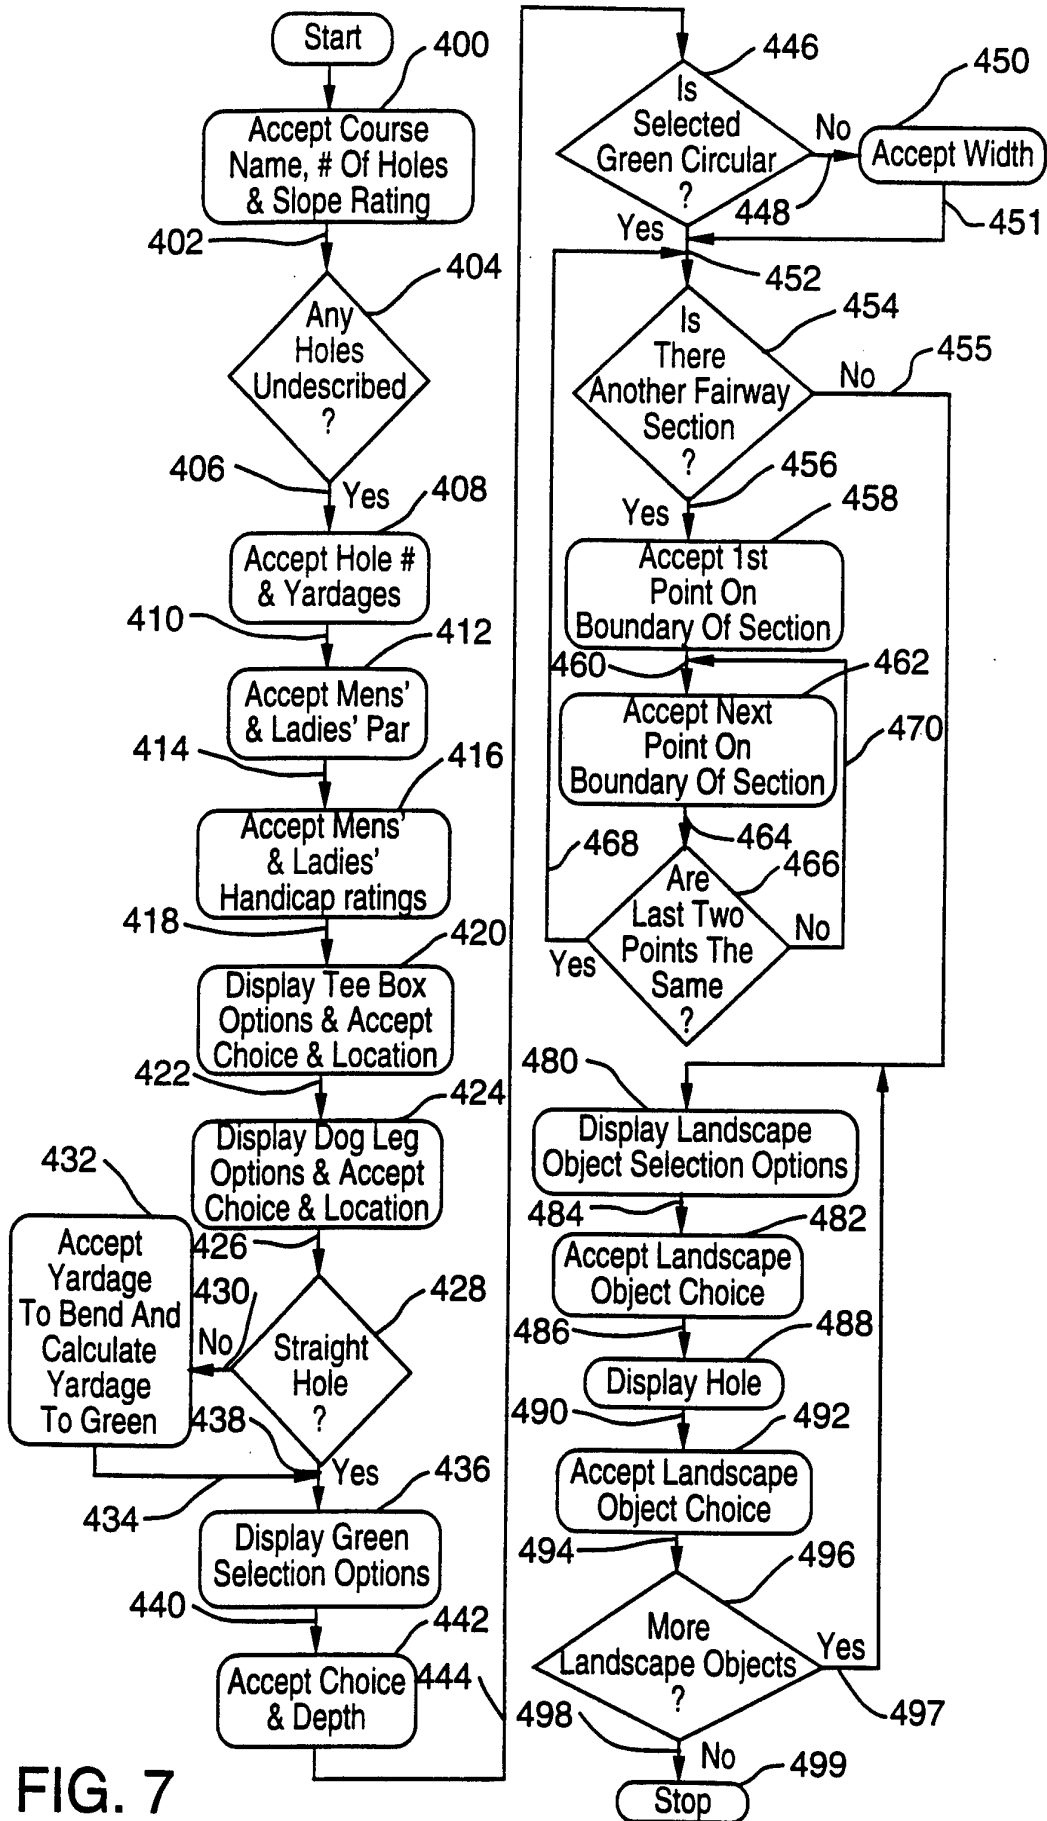 Start
400
Accept Course
Name, # Of Holes
& Slope Rating
402
404
Any
Holes
Undescribed
?
406
Yes
408
Accept Hole #
& Yardages
410
412
Accept Mens'
& Ladies' Par
414
416
Accept Mens'
& Ladies'
Handicap ratings
418
420
Display Tee Box
Options & Accept
Choice & Location
422
424
Display Dog Leg
Options & Accept
Choice & Location
432
426
Accept
Yardage
To Bend And
Calculate
Yardage
To Green
430
No
428
Straight
Hole
?
438
Yes
434
436
Display Green
Selection Options
440
442
Accept Choice
& Depth
444
446
Is
Selected
Green Circular
?
No
448
450
Accept Width
451
Yes
452
454
Is
There
Another Fairway
Section
?
No
455
456
Yes
458
Accept 1st
Point On
Boundary Of Section
460
462
Accept Next
Point On
Boundary Of Section
470
464
468
466
Are
Last Two
Points The
Same
?
No
Yes
480
Display Landscape
Object Selection Options
484
482
Accept Landscape
Object Choice
486
488
Display Hole
490
492
Accept Landscape
Object Choice
494
496
More
Landscape Objects
?
Yes
497
498
No
499
Stop
FIG. 7